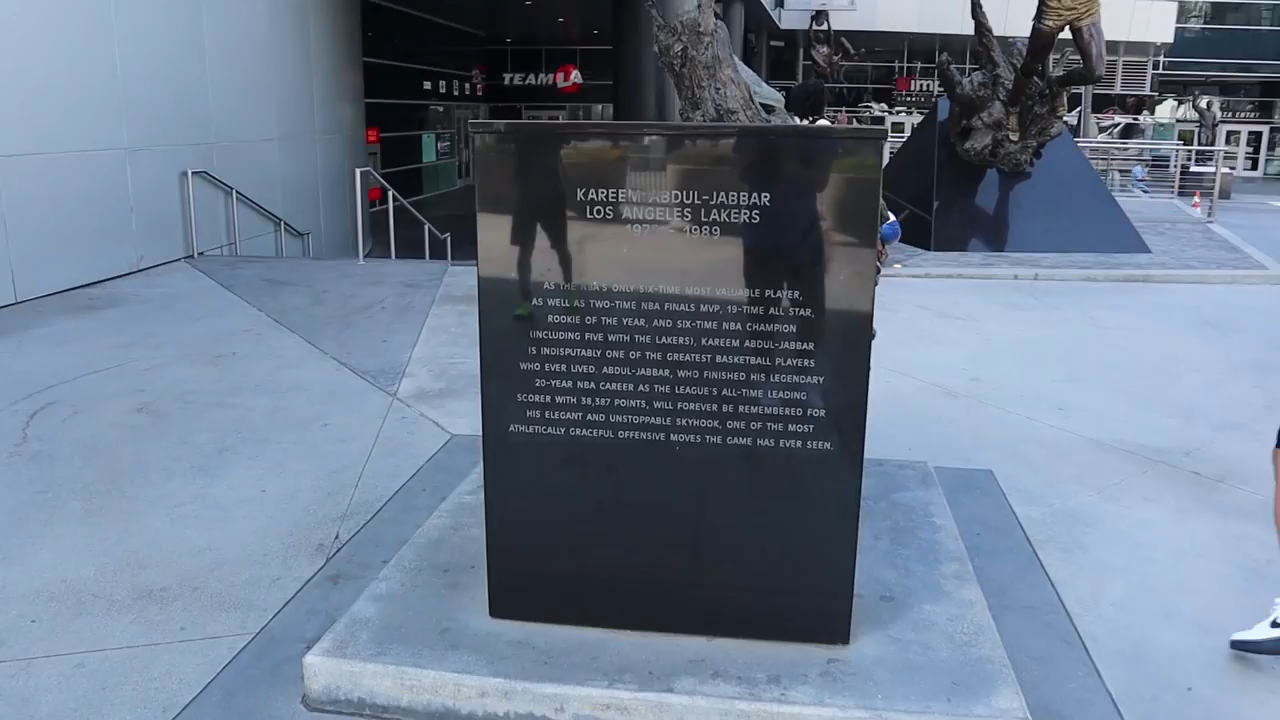 TEAM LA
KAREEM ABDUL-JABBAR
LOS ANGELES LAKERS
1975 - 1989
AS THE NBA'S ONLY SIX-TIME MOST VALUABLE PLAYER,
AS WELL AS TWO-TIME NBA FINALS MVP, 19-TIME ALL STAR,
ROOKIE OF THE YEAR, AND SIX-TIME NBA CHAMPION
(INCLUDING FIVE WITH THE LAKERS), KAREEM ABDUL-JABBAR
IS INDISPUTABLY ONE OF THE GREATEST BASKETBALL PLAYERS
WHO EVER LIVED. ABDUL-JABBAR, WHO FINISHED HIS LEGENDARY
20-YEAR NBA CAREER AS THE LEAGUE'S ALL-TIME LEADING
SCORER WITH 38,387 POINTS, WILL FOREVER BE REMEMBERED FOR
HIS ELEGANT AND UNSTOPPABLE SKYHOOK, ONE OF THE MOST
ATHLETICALLY GRACEFUL OFFENSIVE MOVES THE GAME HAS EVER SEEN.